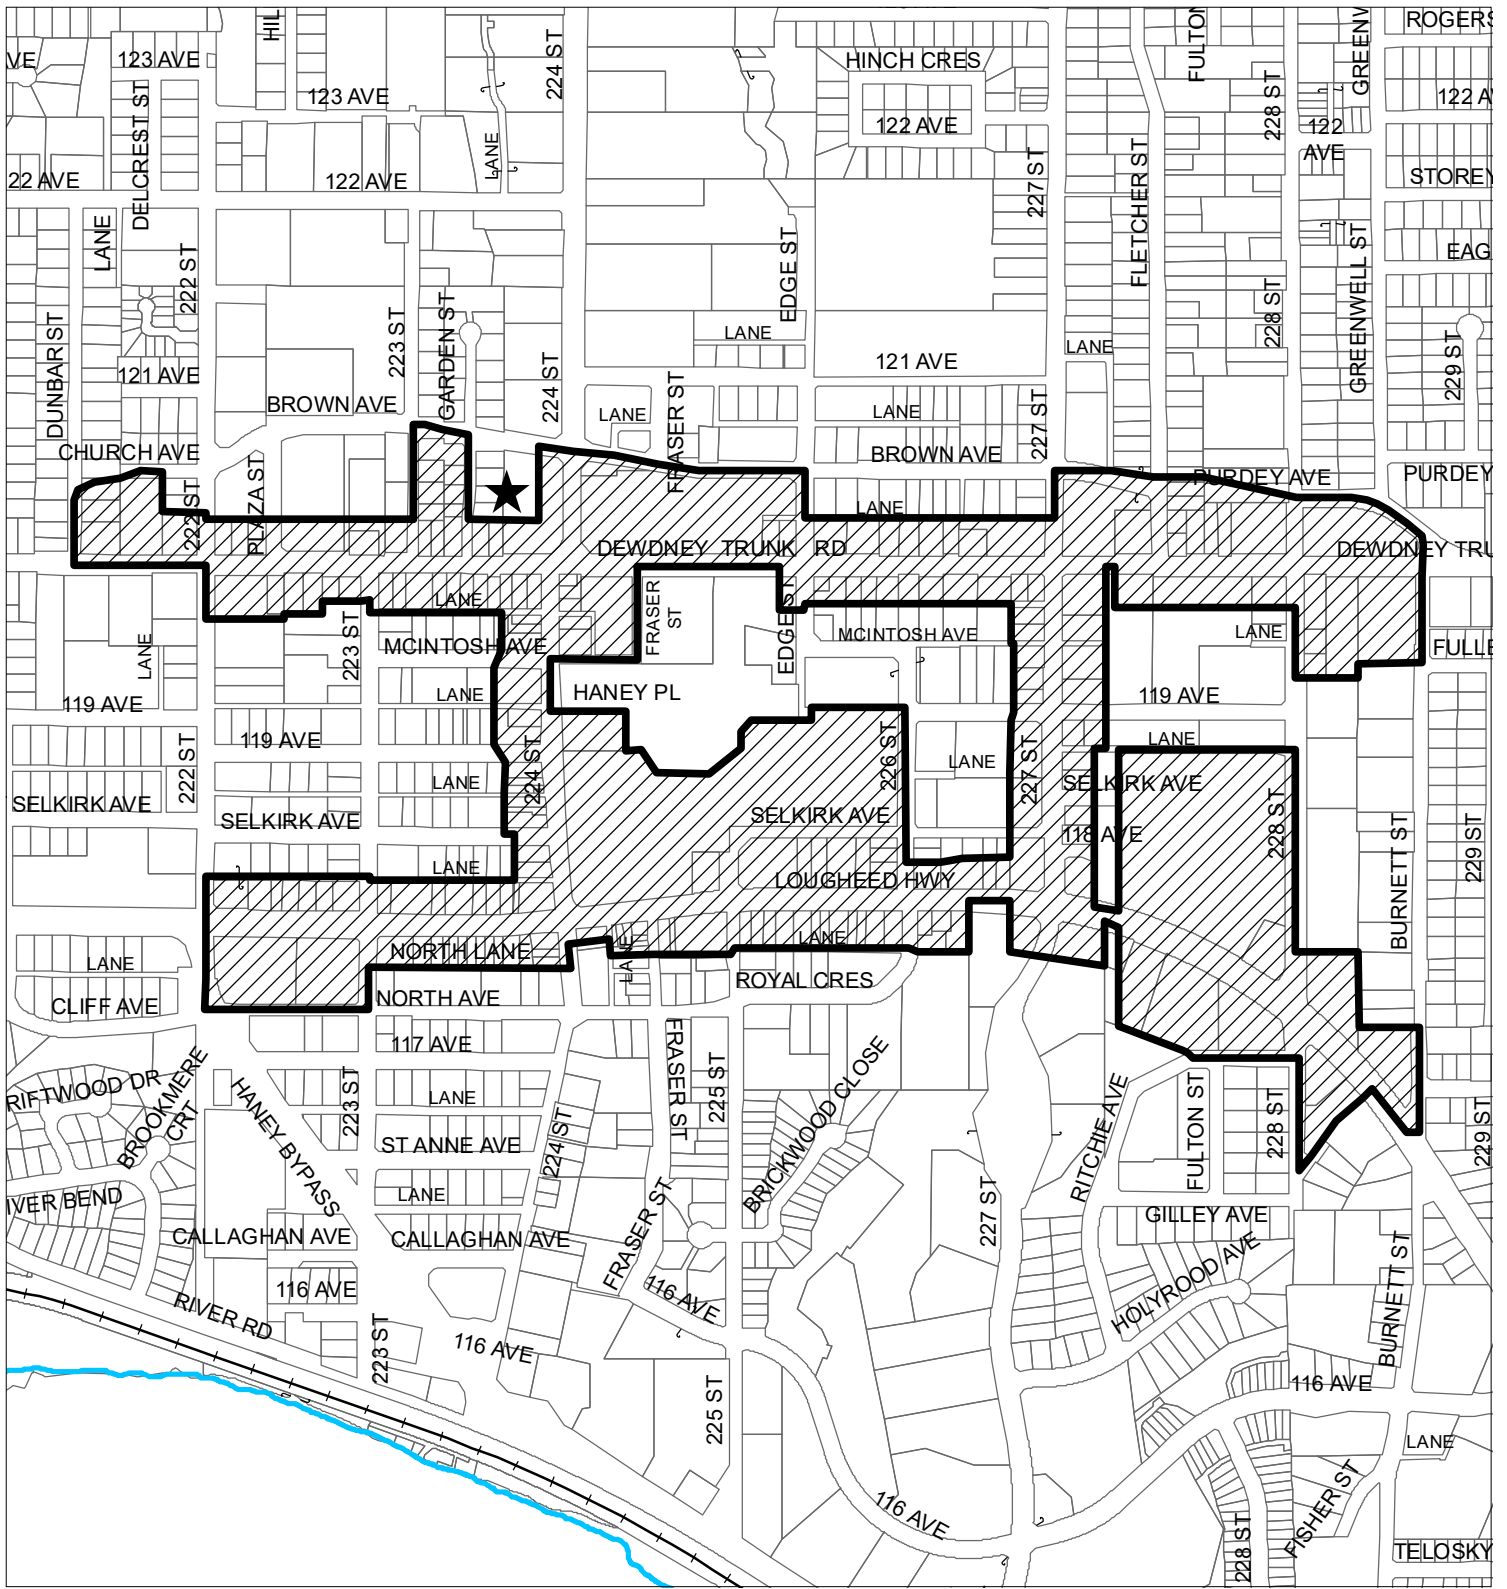 HIL
FULTON
GREENW
ROGERS
VE
123 AVE
224 ST
HINCH CRES
123 AVE
228 ST
122 A
DELCREST ST
122 AVE
122
AVE
LANE
22 AVE
122 AVE
227 ST
FLETCHER ST
STOREY
LANE
222 ST
EDGE ST
GREENWELL ST
EAG
DUNBAR ST
223 ST
GARDEN ST
LANE
LANE
228 ST
229 ST
121 AVE
224 ST
121 AVE
BROWN AVE
LANE
FRASER ST
LANE
227 ST
CHURCH AVE
BROWN AVE
222 ST
PLAZA ST
LANE
PURDEY AVE
PURDEY
DEWDNEY TRUNK RD
DEWDNEY TRU
LANE
FRASER
ST
EDGE ST
LANE
223 ST
MCINTOSH AVE
MCINTOSH AVE
LANE
FULLE
LANE
HANEY PL
119 AVE
119 AVE
119 AVE
222 ST
224 ST
226 ST
LANE
227 ST
LANE
SELKIRK AVE
LANE
SELKIRK AVE
SELKIRK AVE
SELKIRK AVE
118 AVE
228 ST
BURNETT ST
229 ST
LANE
LOUGHEED HWY
LANE
NORTH LANE
LANE
LANE
CLIFF AVE
NORTH AVE
ROYAL CRES
117 AVE
FRASER ST
225 ST
BRICKWOOD CLOSE
RIFTWOOD DR
BROOKMERE
CRT
HANEY BYPASS
223 ST
LANE
224 ST
RITCHIE AVE
FULTON ST
228 ST
229 ST
ST ANNE AVE
IVER BEND
LANE
FRASER ST
227 ST
GILLEY AVE
CALLAGHAN AVE
CALLAGHAN AVE
HOLYROOD AVE
BURNETT ST
116 AVE
116 AVE
RIVER RD
223 ST
116 AVE
225 ST
116 AVE
LANE
116 AVE
228 ST
FISHER ST
TELOSKY